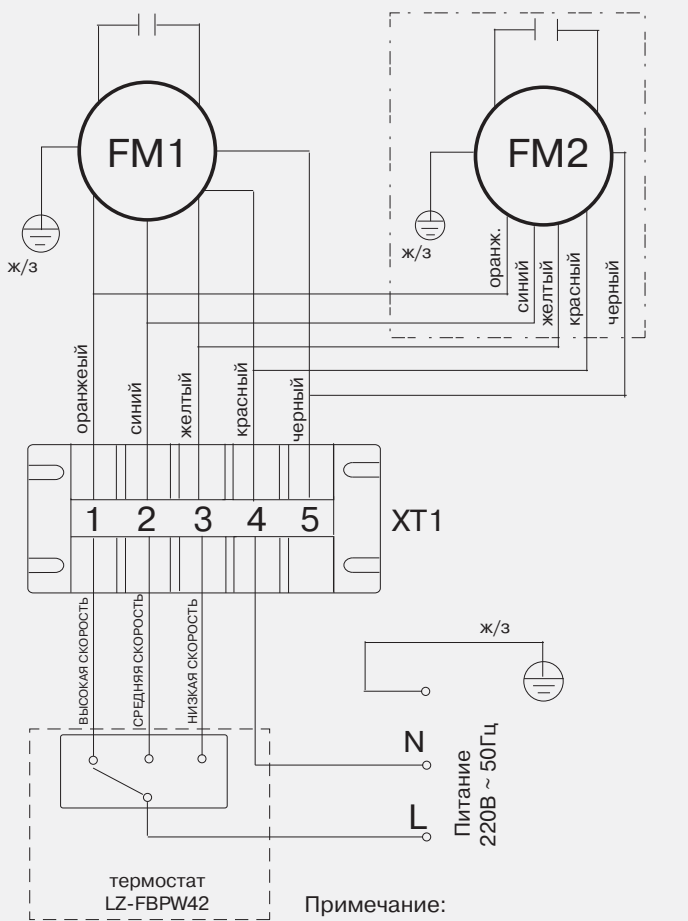 FM1
FM2
ж/з
ж/з
оранж.
синий
желтый
красный
черный
оранжеый
синий
желтый
красный
черный
1 2 3 4 5
XT1
ВЫСОКАЯ СКОРОСТЬ
СРЕДНЯЯ СКОРОСТЬ
НИЗКАЯ СКОРОСТЬ
ж/з
N
L
Питание
220В ~ 50Гц
термостат
LZ-FBPW42
Примечание: